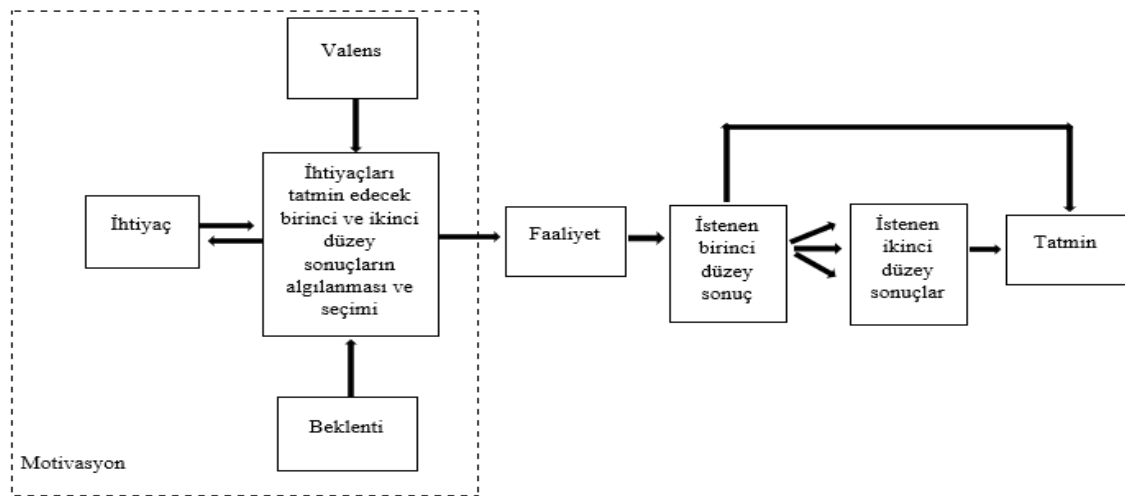 Valens
İhtiyaç
İhtiyaçları
tatmin edecek
birinci ve ikinci
düzey
sonuçların
algılanması ve
seçimi
Beklenti
Motivasyon
Faaliyet
İstenen
birinci
düzey
sonuç
İstenen
ikinci
düzey
sonuçlar
Tatmin